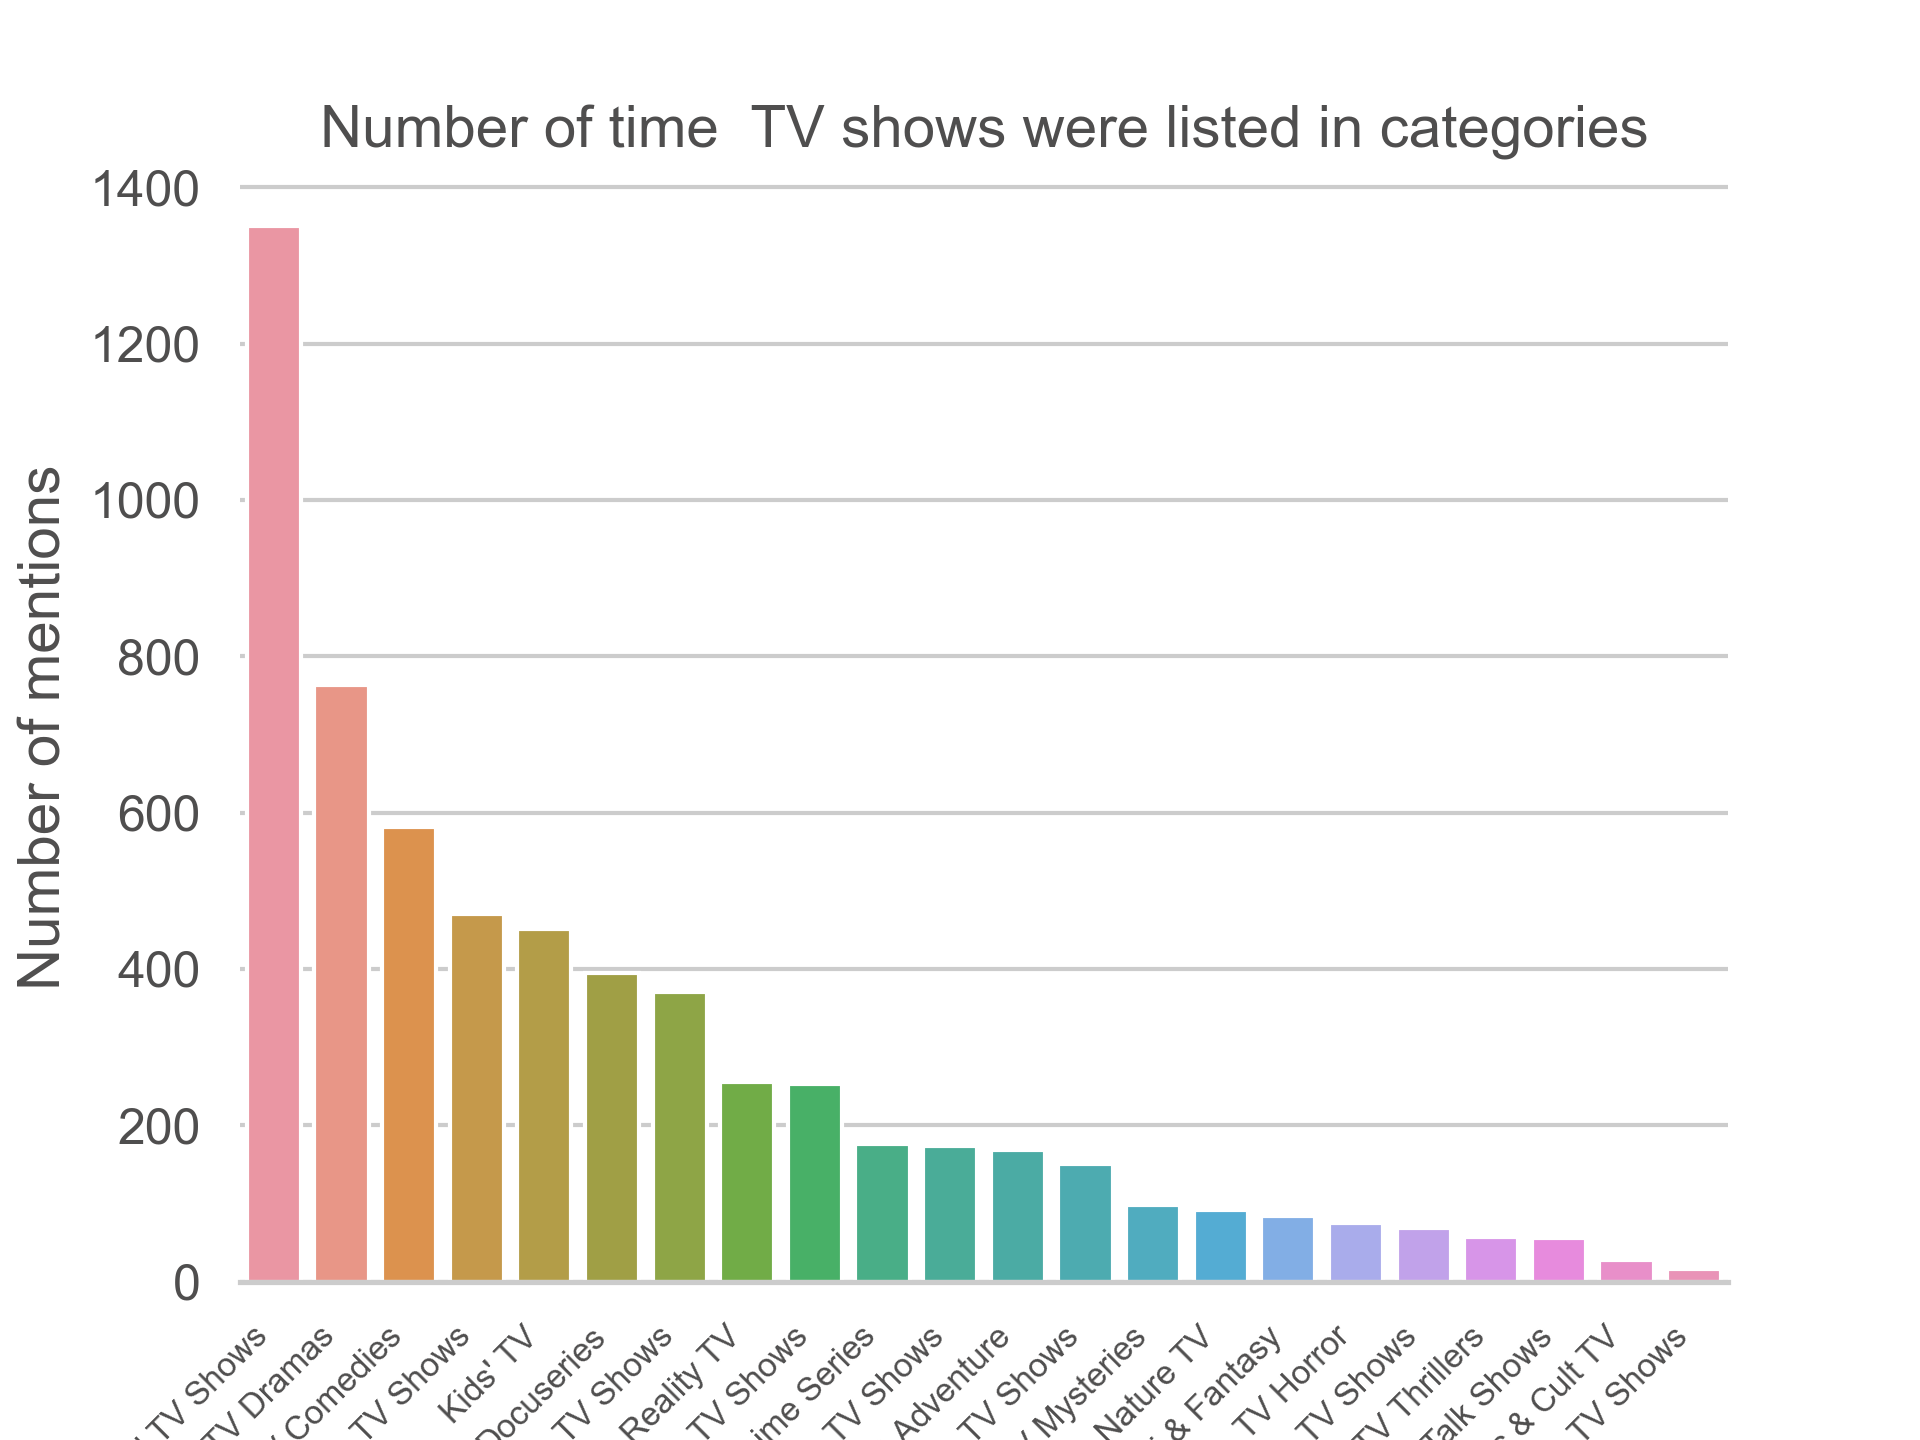 Number of time  TV shows were listed in categories
Number of mentions
1400
1200
1000
800
600
400
200
0
TV Shows
TV Dramas
Comedies
TV Shows
Kids' TV
Docuseries
TV Shows
Reality TV
TV Shows
ime Series
TV Shows
Adventure
TV Shows
Mysteries
Nature TV
& Fantasy
TV Horror
TV Shows
TV Thrillers
Talk Shows
& Cult TV
TV Shows